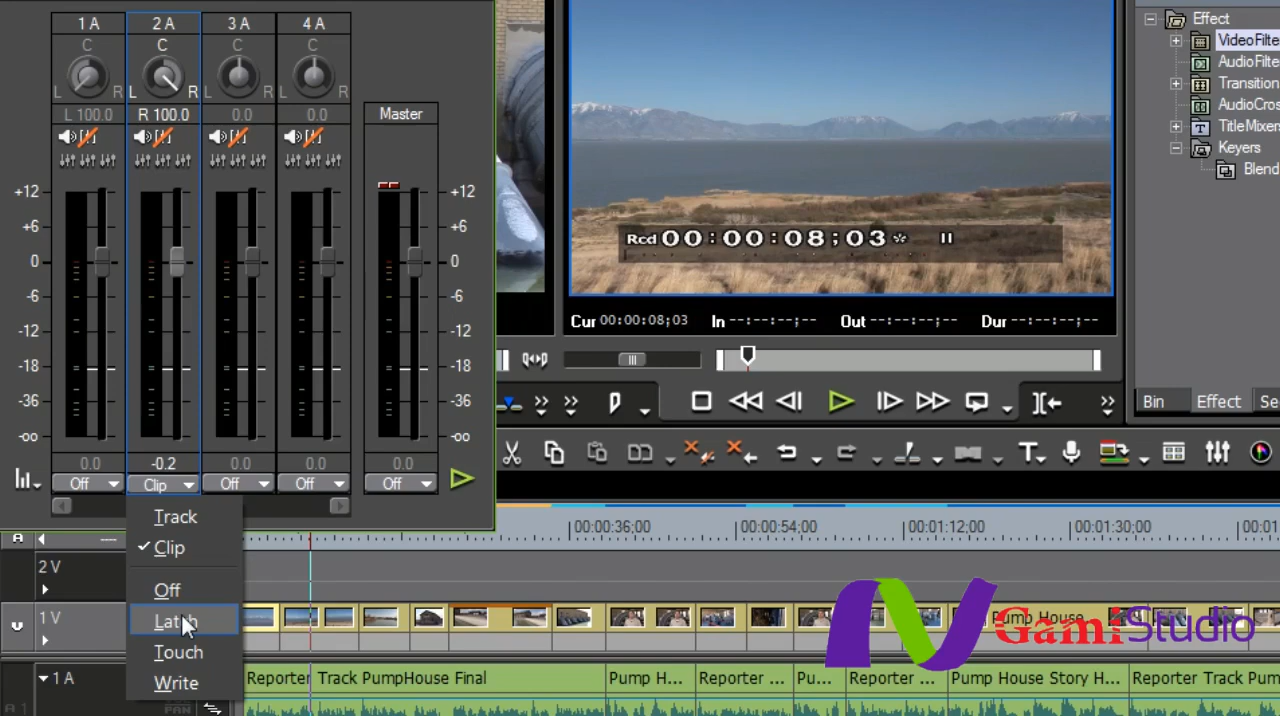 1 A 2 A 3 A 4 A
C C C C
L R L R L R L R
L 100.0 R 100.0 0.0 0.0 Master
+12 +12
+6 +6
0 0
-6 -6
-12 -12
-18 -18
-36 -36
-oo -oo
0.0 -0.2 0.0 0.0 0.0
Off Clip Off Off Off
Track
Clip
Off
Latch
Touch
Write
Rcd 00:00:08;03
Cur 00:00:08;03 In --:--:--;-- Out --:--:--;-- Dur --:--:--;--
Effect
VideoFilte
AudioFilte
Transition
AudioCros
TitleMixer
Keyers
Blend
Bin Effect Se
00:00:36;00 00:00:54;00 00:01:12;00 00:01:30;00 00:01
A
2 V
1 V
Pump House
GamiStudio
1 A
Reporter Track PumpHouse Final Pump H... Reporter ... Pu... Reporter ... Pump House Story H... Reporter Track Pum
PAN
A 1